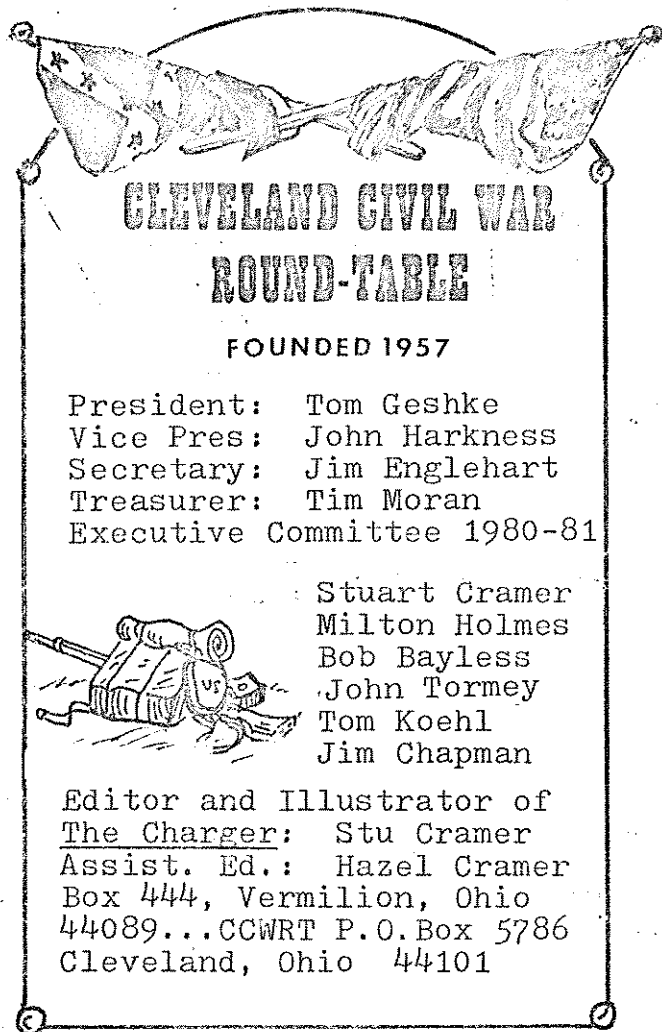 CLEVELAND CIVIL WAR
ROUND-TABLE
FOUNDED 1957
President: Tom Geshke
Vice Pres: John Harkness
Secretary: Jim Englehart
Treasurer: Tim Moran
Executive Committee 1980-81
Stuart Cramer
Milton Holmes
Bob Bayless
John Tormey
Tom Koehl
Jim Chapman
US
Editor and Illustrator of
The Charger: Stu Cramer
Assist. Ed.: Hazel Cramer
Box 444, Vermilion, Ohio
44089...CCWRT P.O.Box 5786
Cleveland, Ohio 44101